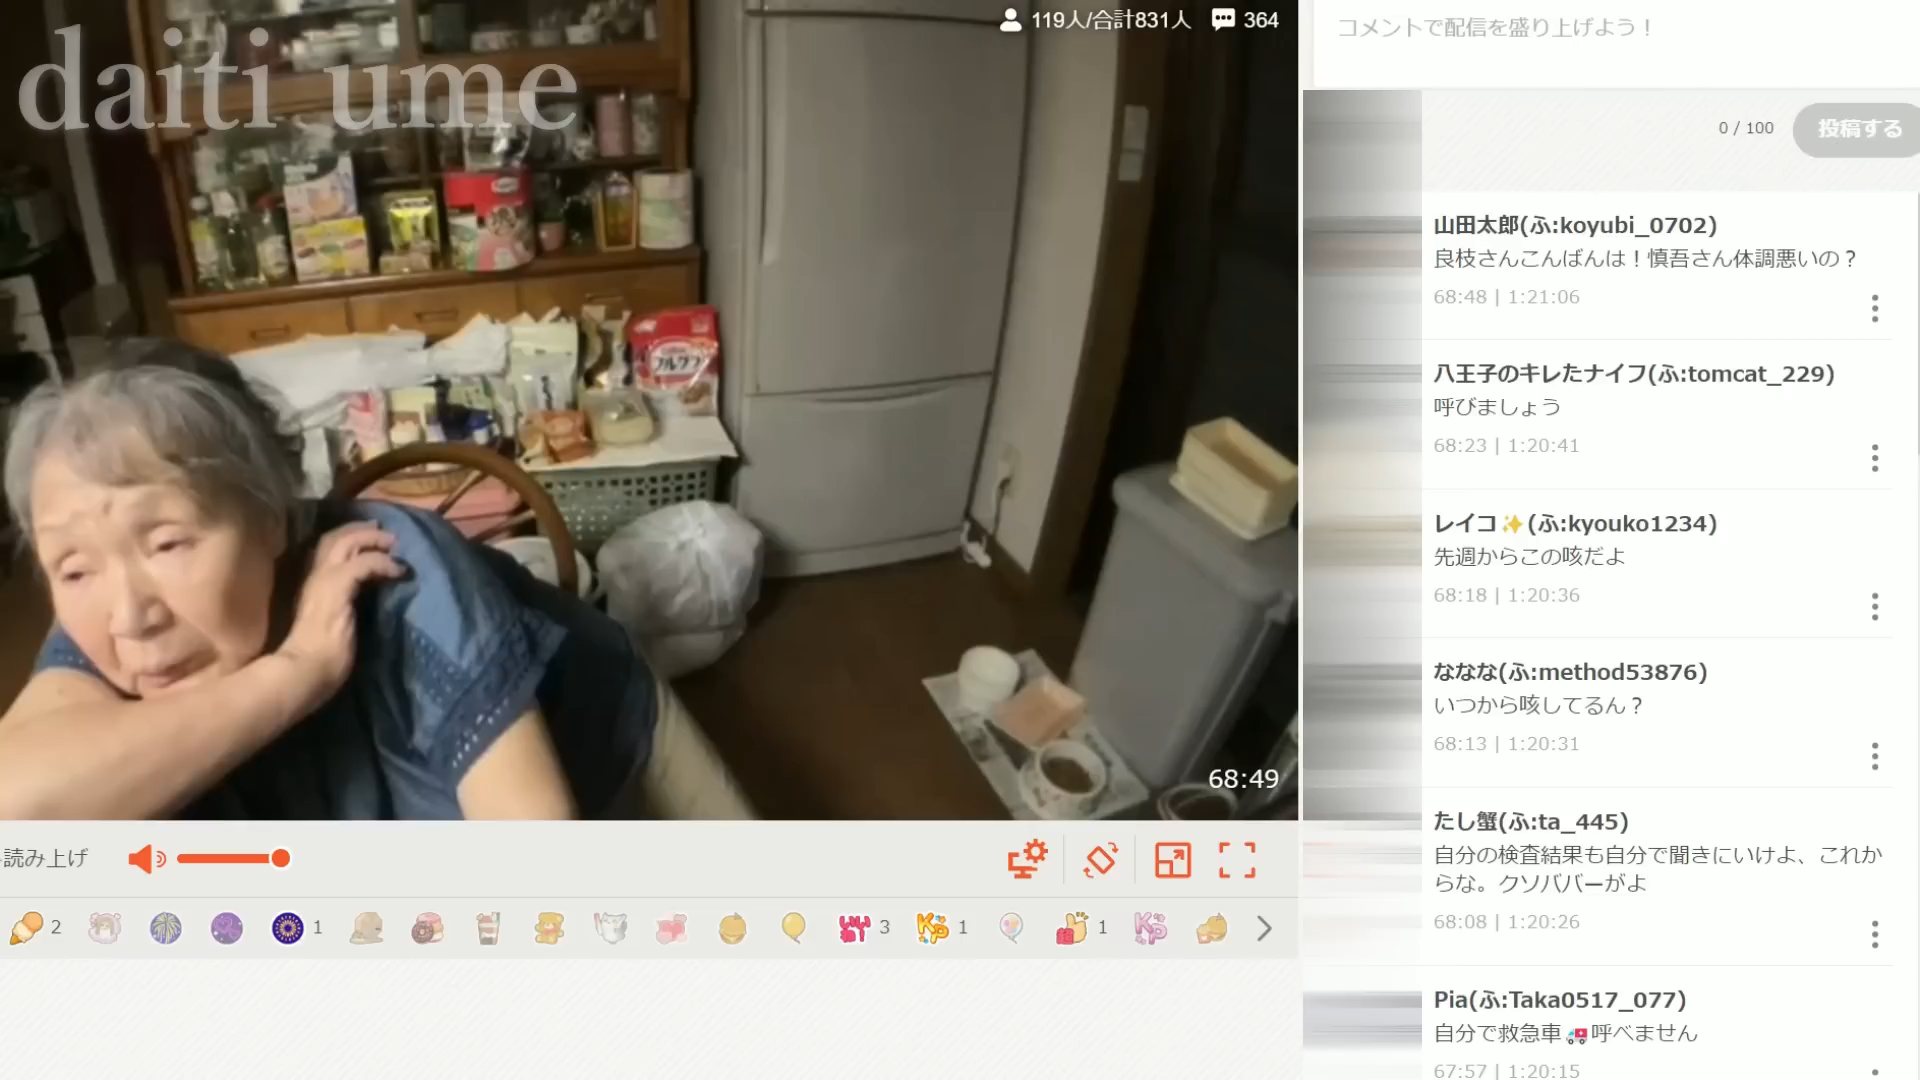 daiti ume
119人/合計831人 364
フルグラ
68:49
読み上げ
2
1
3
1
1
コメントで配信を盛り上げよう！
0 / 100
投稿する
山田太郎(ふ:koyubi_0702)
良枝さんこんばんは！慎吾さん体調悪いの？
68:48 | 1:21:06
八王子のキレたナイフ(ふ:tomcat_229)
呼びましょう
68:23 | 1:20:41
レイコ✨(ふ:kyouko1234)
先週からこの咳だよ
68:18 | 1:20:36
ななな(ふ:method53876)
いつから咳してるん？
68:13 | 1:20:31
たし蟹(ふ:ta_445)
自分の検査結果も自分で聞きにいけよ、これか
らな。クソババーがよ
68:08 | 1:20:26
Pia(ふ:Taka0517_077)
自分で救急車🚑呼べません
67:57 | 1:20:15